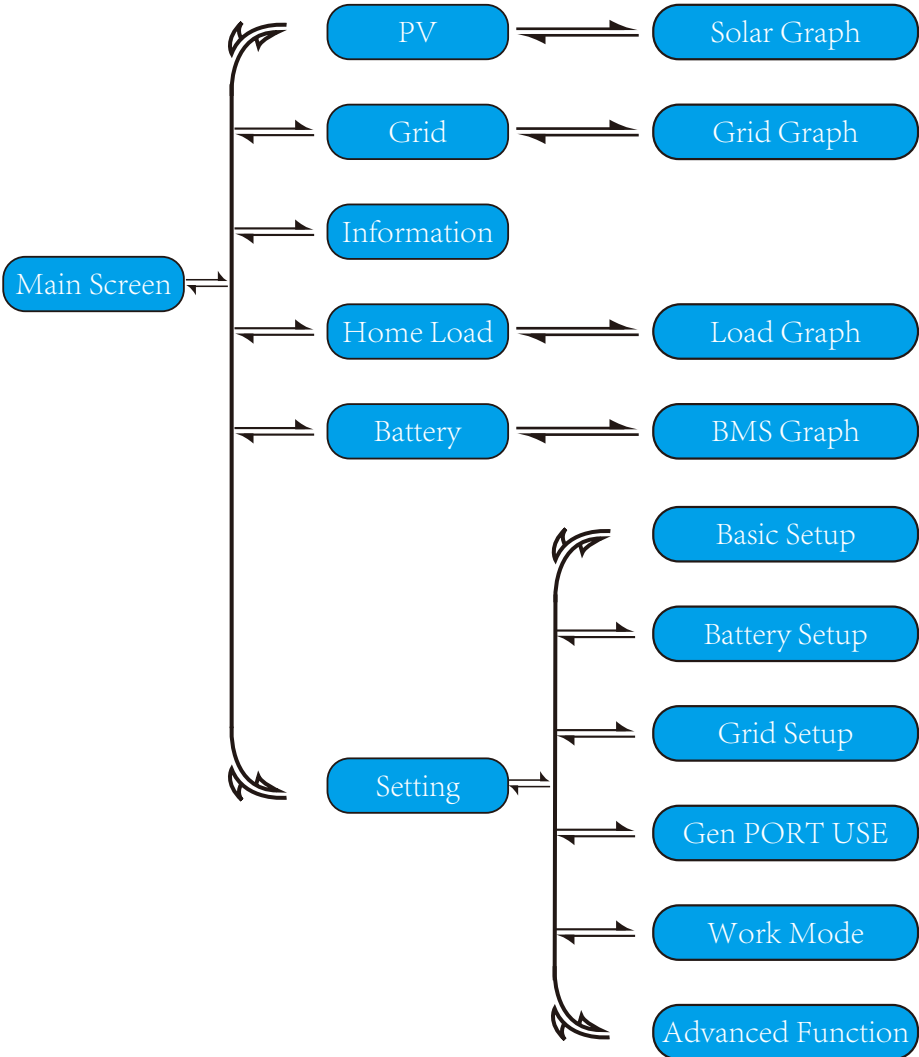 PV
Solar Graph
Grid
Grid Graph
Information
Main Screen
Home Load
Load Graph
Battery
BMS Graph
Basic Setup
Battery Setup
Grid Setup
Setting
Gen PORT USE
Work Mode
Advanced Function